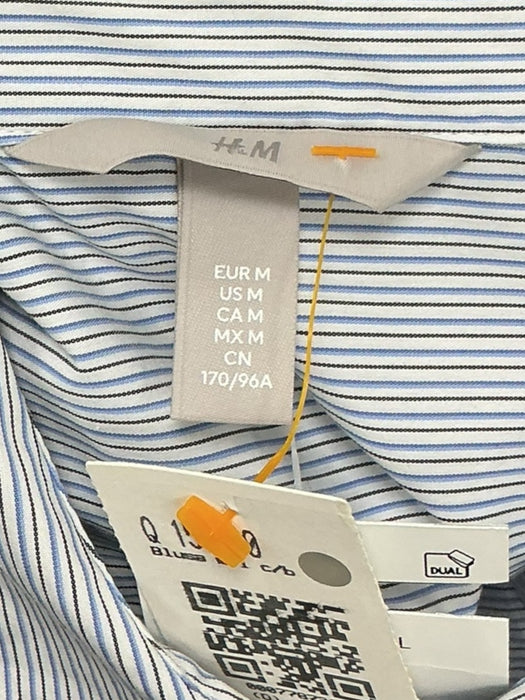 H&M
EUR M
US M
CA M
MX M
CN
170/96A
Q
c/b
DUAL
L